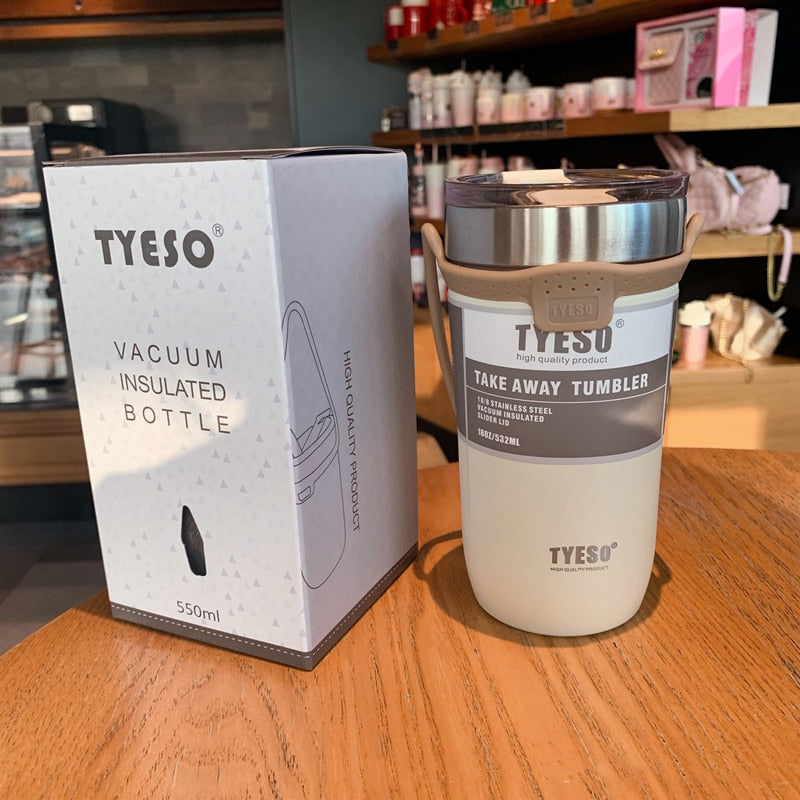 TYESO®
VACUUM
INSULATED
BOTTLE
550ml
HIGH QUALITY PRODUCT
TYESO
TYESO®
high quality product
TAKE AWAY TUMBLER
18/8 STAINLESS STEEL
VACUUM INSULATED
SLIDER LID
18OZ/532ML
TYESO®
HIGH QUALITY PRODUCT